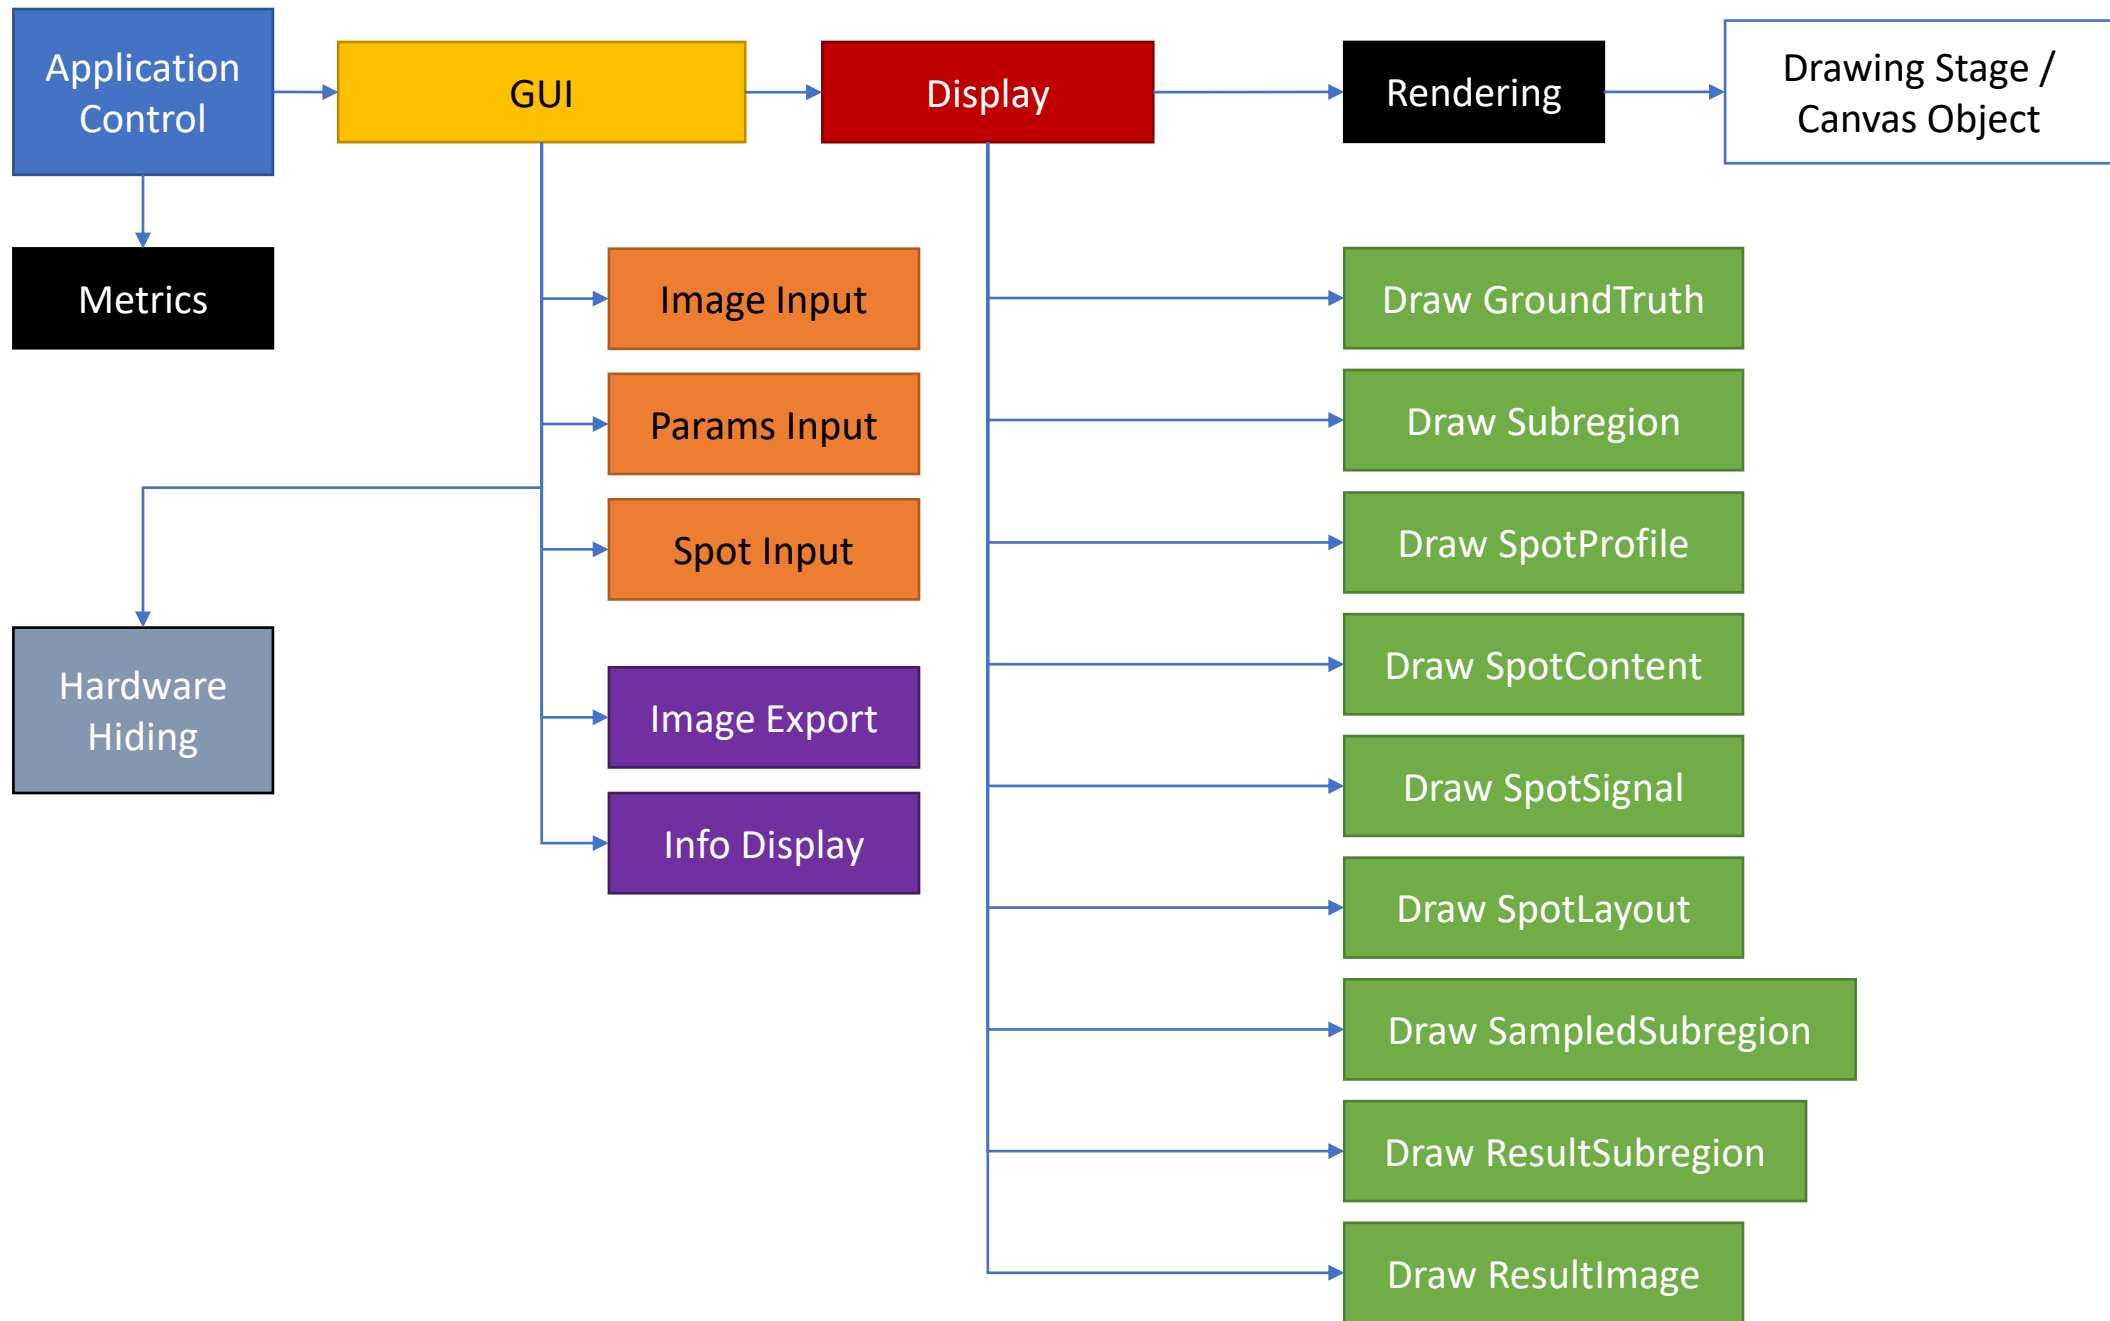 Application
Control
GUI
Display
Rendering
Drawing Stage /
Canvas Object
Metrics
Image Input
Params Input
Spot Input
Hardware
Hiding
Image Export
Info Display
Draw GroundTruth
Draw Subregion
Draw SpotProfile
Draw SpotContent
Draw SpotSignal
Draw SpotLayout
Draw SampledSubregion
Draw ResultSubregion
Draw ResultImage